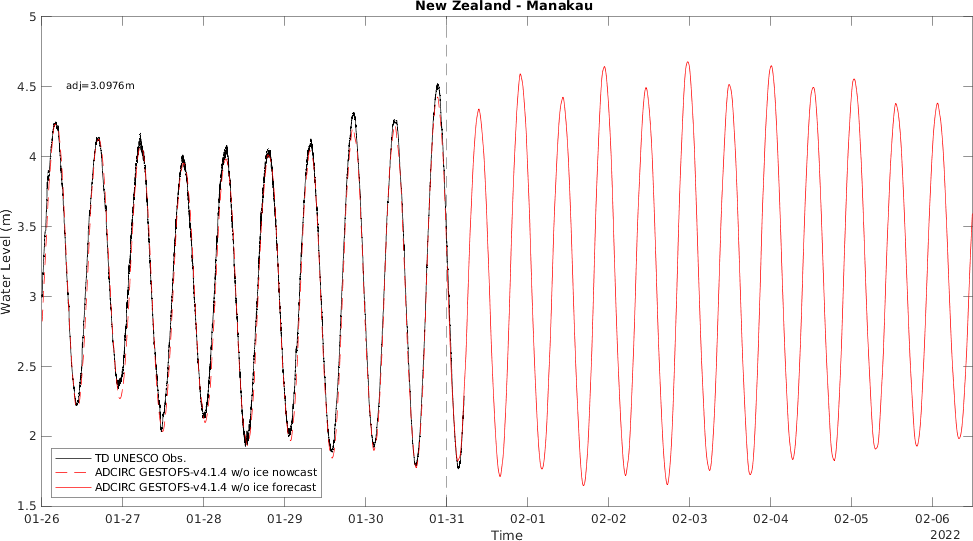 New Zealand - Manakau
5
4.5
4
3.5
3
2.5
2
1.5
Water Level (m)
adj=3.0976m
TD UNESCO Obs.
ADCIRC GESTOFS-v4.1.4 w/o ice nowcast
ADCIRC GESTOFS-v4.1.4 w/o ice forecast
01-26 01-27 01-28 01-29 01-30 01-31 02-01 02-02 02-03 02-04 02-05 02-06
Time
2022